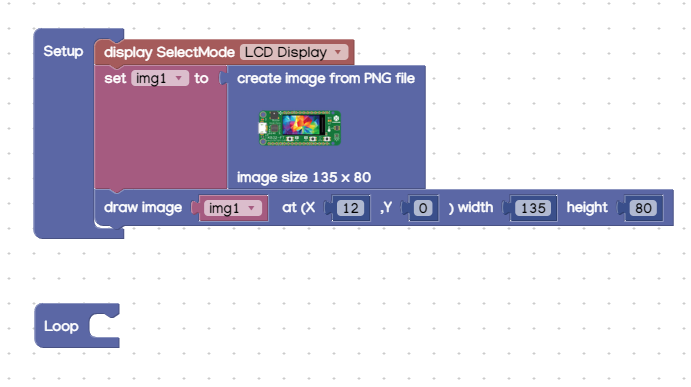 Setup
display SelectMode LCD Display
set img1 to create image from PNG file
image size 135 x 80
draw image img1 at (X 12 ,Y 0 ) width 135 height 80
Loop